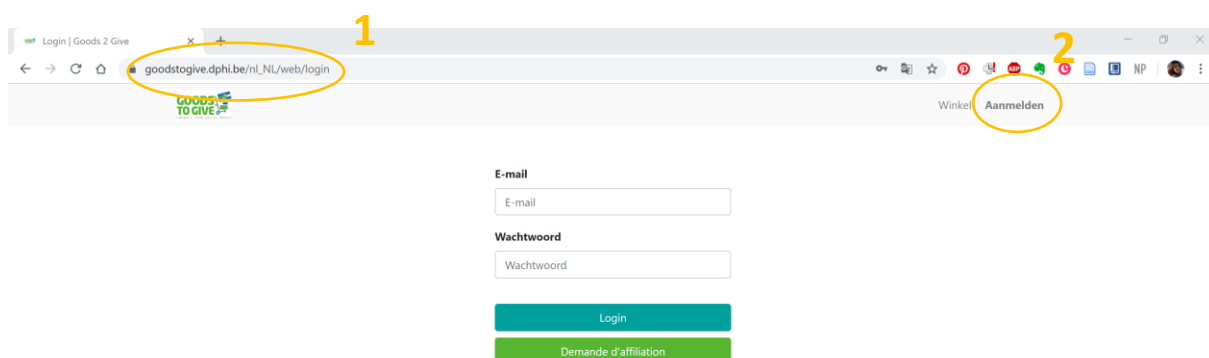 1
Login | Goods 2 Give
2
goodstogive.dphi.be/nl_NL/web/login
ABP
NP
GOODS
TO GIVE
Winkel
Aanmelden
E-mail
E-mail
Wachtwoord
Wachtwoord
Login
Demande d'affiliation